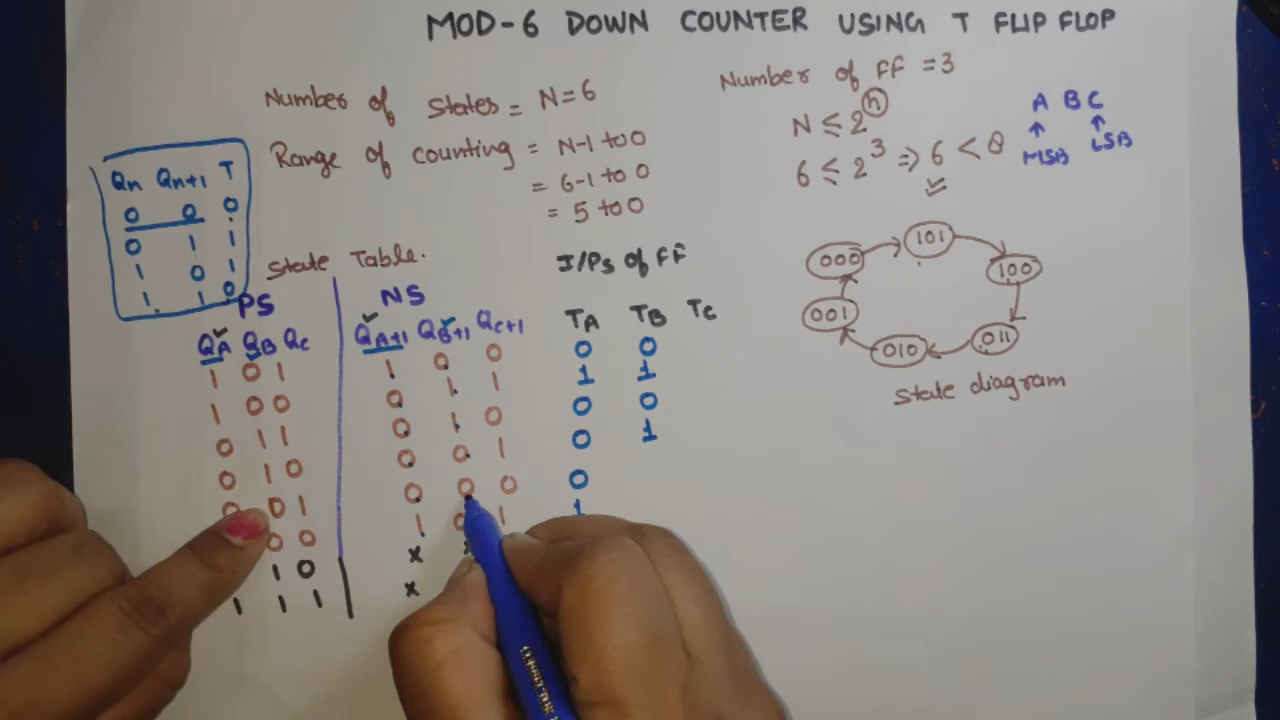 MOD-6 DOWN COUNTER USING T FLIP FLOP
Number of States = N=6
Range of counting = N-1 to 0
= 6-1 to 0
= 5 to 0
Number of FF = 3
N ≤ 2^n
6 ≤ 2^3 => 6 < 8
A B C
MSB LSB
Qn Qn+1 T
0 0 0
0 1 1
1 0 1
1 1 0
State Table.
I/Ps of FF
PS NS
QA QB QC QA+1 QB+1 QC+1 TA TB TC
1 0 1 1 0 0 0 0
1 0 0 0 1 1 1 1
0 1 1 0 1 0 0 0
0 1 0 0 0 1 0 1
0 0 1 0 0 0 0
0 0 1 0 1 1
1 0 x x
1 1 1 x
000 101 100
001 010 011
State diagram